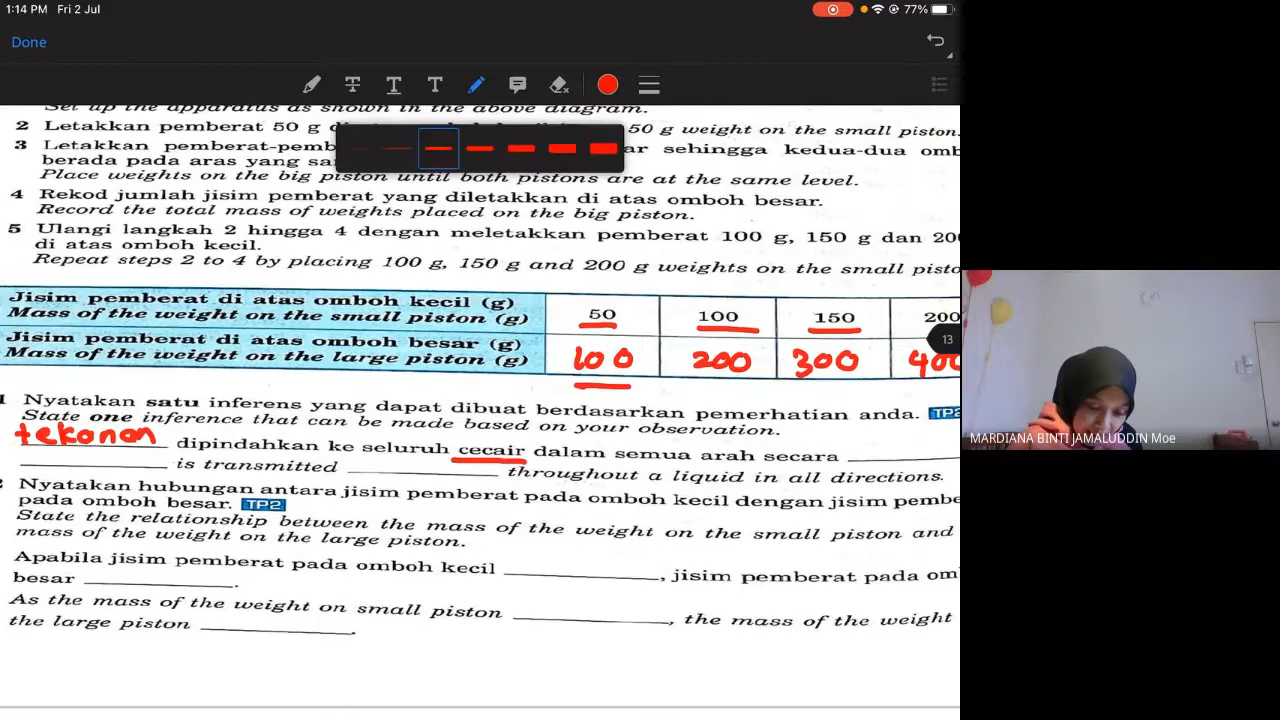 1:14 PM Fri 2 Jul 77%
Done
Set up the apparatus as shown in the above diagram.
2 Letakkan pemberat 50 g 50 g weight on the small piston.
3 Letakkan pemberat-pemb ar sehingga kedua-dua omb
berada pada aras yang sa
Place weights on the big piston until both pistons are at the same level.
4 Rekod jumlah jisim pemberat yang diletakkan di atas omboh besar.
Record the total mass of weights placed on the big piston.
5 Ulangi langkah 2 hingga 4 dengan meletakkan pemberat 100 g, 150 g dan 200
di atas omboh kecil.
Repeat steps 2 to 4 by placing 100 g, 150 g and 200 g weights on the small pisto
Jisim pemberat di atas omboh kecil (g)
Mass of the weight on the small piston (g)
50 100 150 200
13
Jisim pemberat di atas omboh besar (g)
Mass of the weight on the large piston (g)
100 200 300 400
1 Nyatakan satu inferens yang dapat dibuat berdasarkan pemerhatian anda. TP2
State one inference that can be made based on your observation.
tekanan dipindahkan ke seluruh cecair dalam semua arah secara
is transmitted throughout a liquid in all directions.
2 Nyatakan hubungan antara jisim pemberat pada omboh kecil dengan jisim pembe
pada omboh besar. TP2
State the relationship between the mass of the weight on the small piston and
mass of the weight on the large piston.
Apabila jisim pemberat pada omboh kecil , jisim pemberat pada om
besar .
As the mass of the weight on small piston , the mass of the weight
the large piston .
MARDIANA BINTI JAMALUDDIN Moe